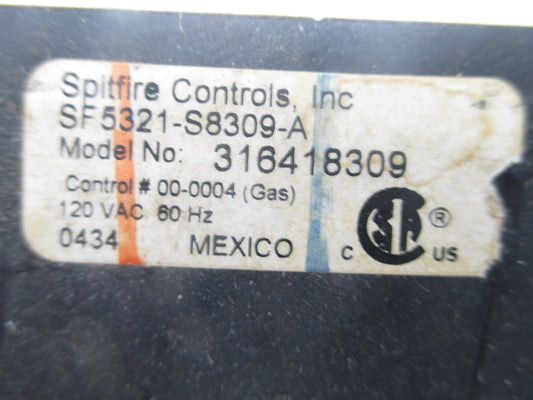 Spitfire Controls, Inc
SF5321-S8309-A
Model No: 316418309
Control # 00-0004 (Gas)
120 VAC 60 Hz
0434 MEXICO
C ® US